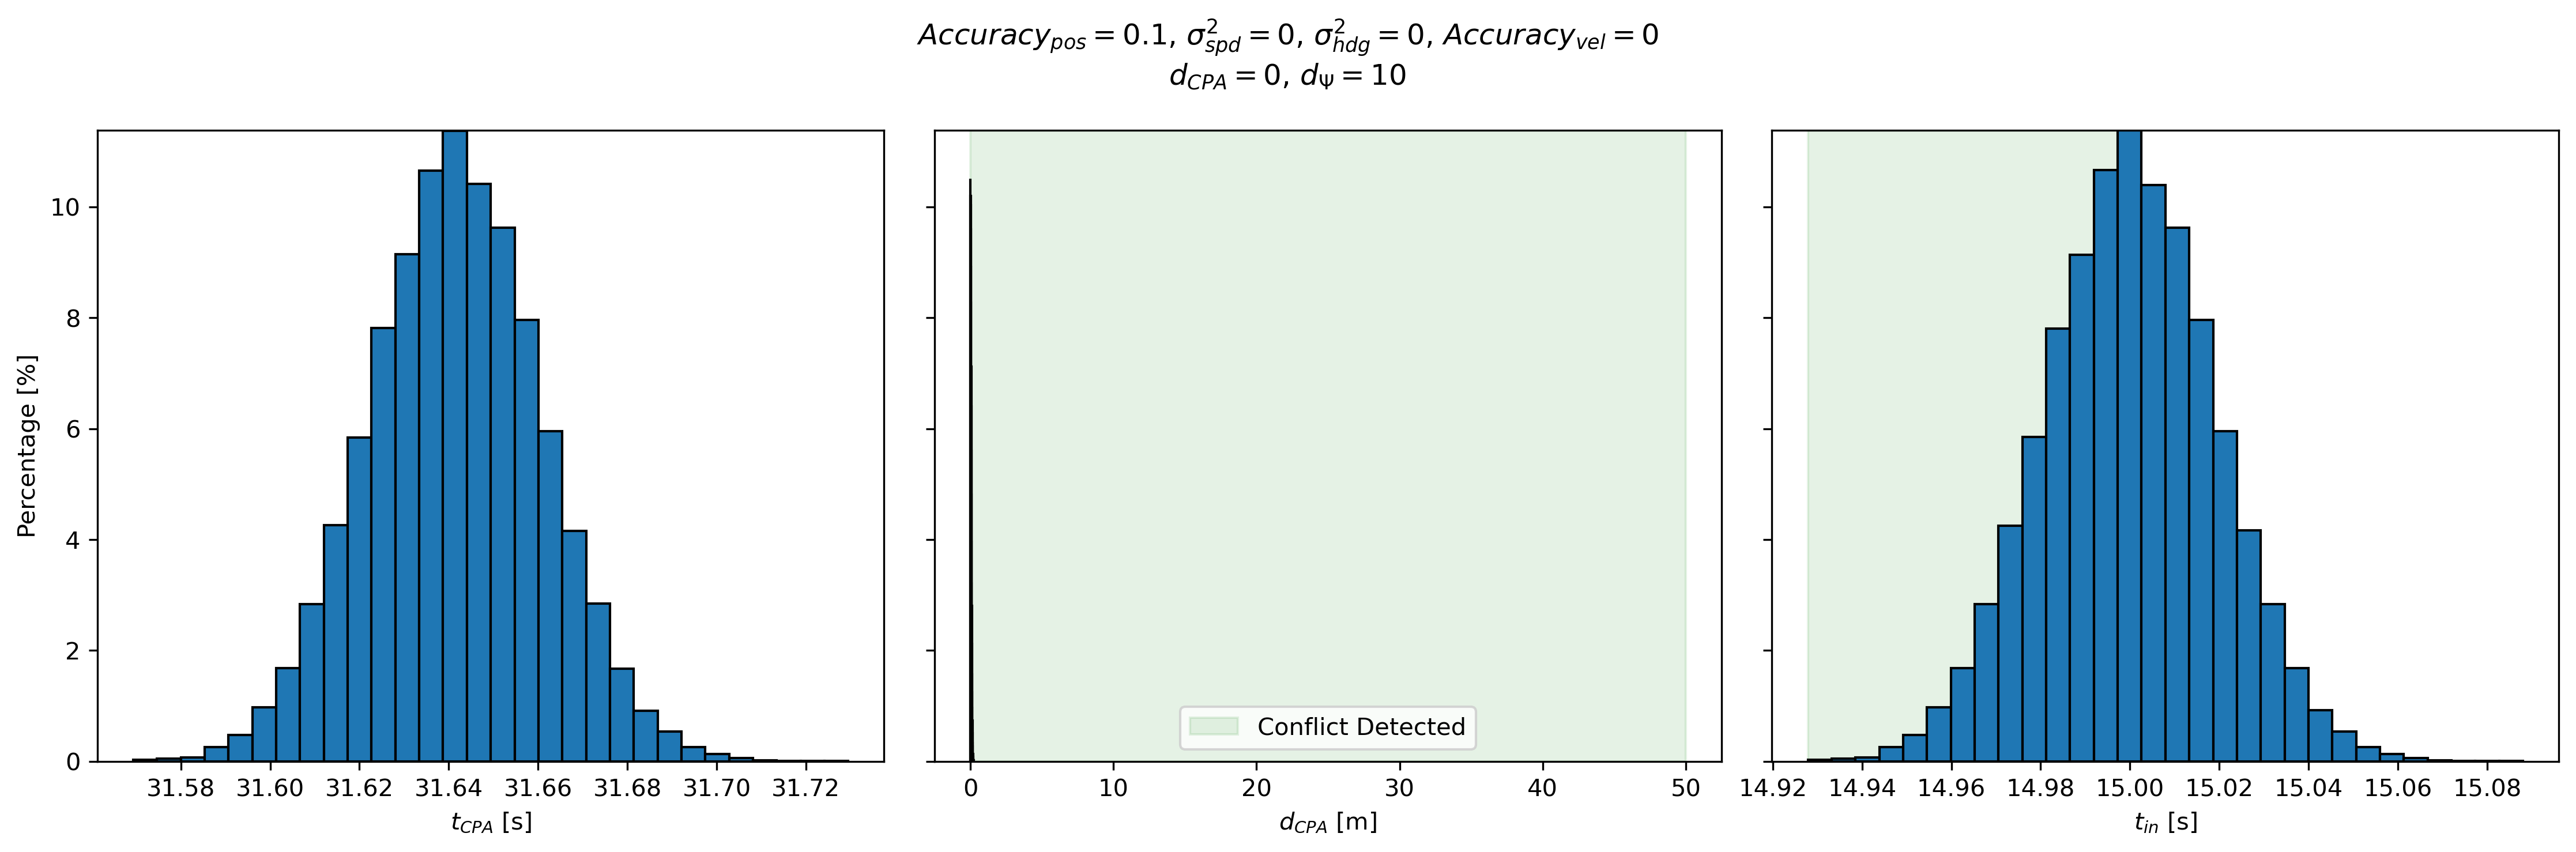 Accuracy_pos = 0.1, σ²_spd = 0, σ²_hdg = 0, Accuracy_vel = 0
d_CPA = 0, d_Ψ = 10
Percentage [%]
10
8
6
4
2
0
31.58 31.60 31.62 31.64 31.66 31.68 31.70 31.72
t_CPA [s]
Conflict Detected
0 10 20 30 40 50
d_CPA [m]
14.92 14.94 14.96 14.98 15.00 15.02 15.04 15.06 15.08
t_in [s]